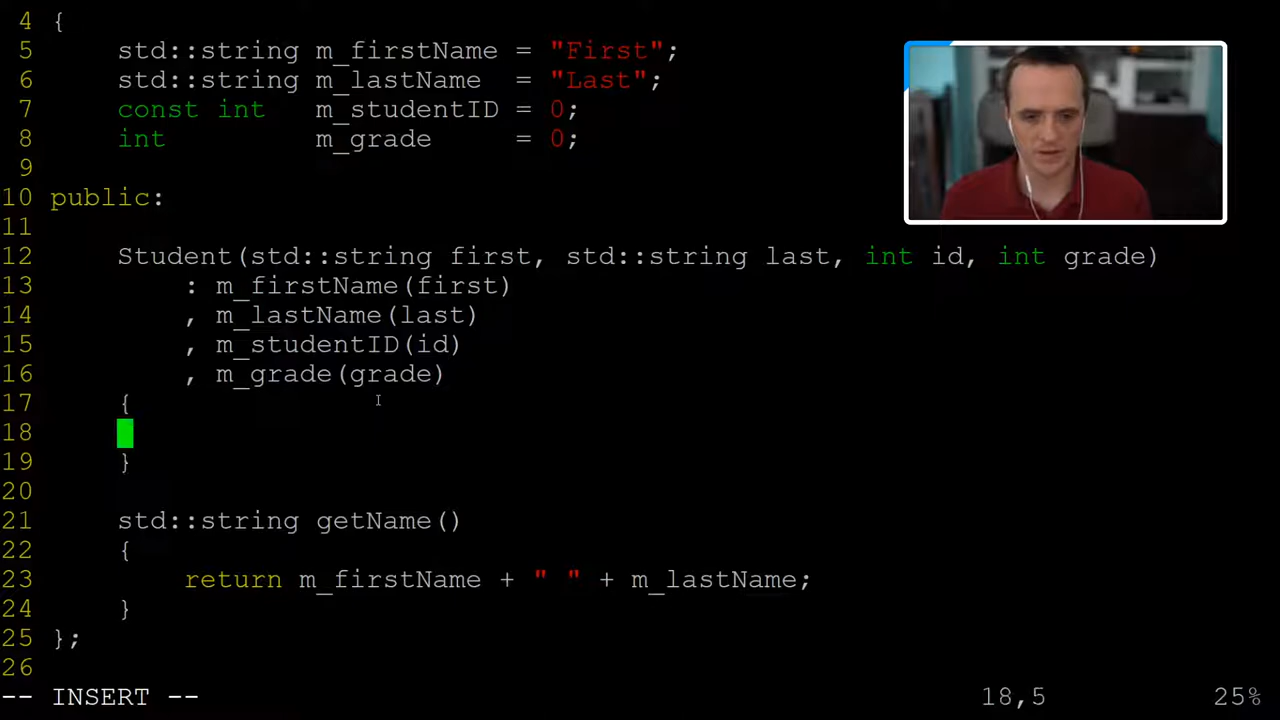 4 {
5     std::string m_firstName = "First";
6     std::string m_lastName  = "Last";
7     const int   m_studentID = 0;
8     int         m_grade     = 0;
9
10 public:
11
12     Student(std::string first, std::string last, int id, int grade)
13         : m_firstName(first)
14         , m_lastName(last)
15         , m_studentID(id)
16         , m_grade(grade)
17     {
18
19     }
20
21     std::string getName()
22     {
23         return m_firstName + " " + m_lastName;
24     }
25 };
26
-- INSERT -- 18,5 25%